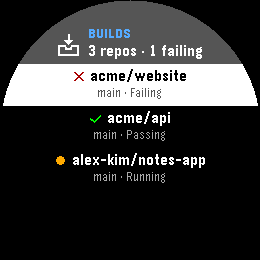 BUILDS
3 repos · 1 failing
acme/website
main · Failing
acme/api
main · Passing
alex-kim/notes-app
main · Running